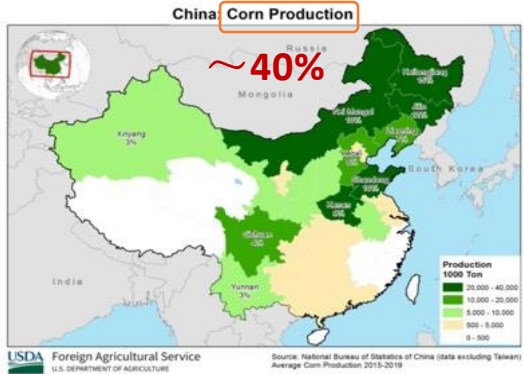 China: Corn Production
~40%
Russia
Mongolia
Heilongjiang
Jilin
Nei Mongol
Liaoning
Xinjiang
3%
Hebei
Shandong
10%
South Korea
Henan
Sichuan
4%
Yunnan
3%
India
Production
1000 Ton
20,000 - 40,000
10,000 - 20,000
5,000 - 10,000
500 - 5,000
0 - 500
USDA Foreign Agricultural Service
U.S. DEPARTMENT OF AGRICULTURE
Source: National Bureau of Statistics of China (data excluding Taiwan)
Average Corn Production 2015-2019